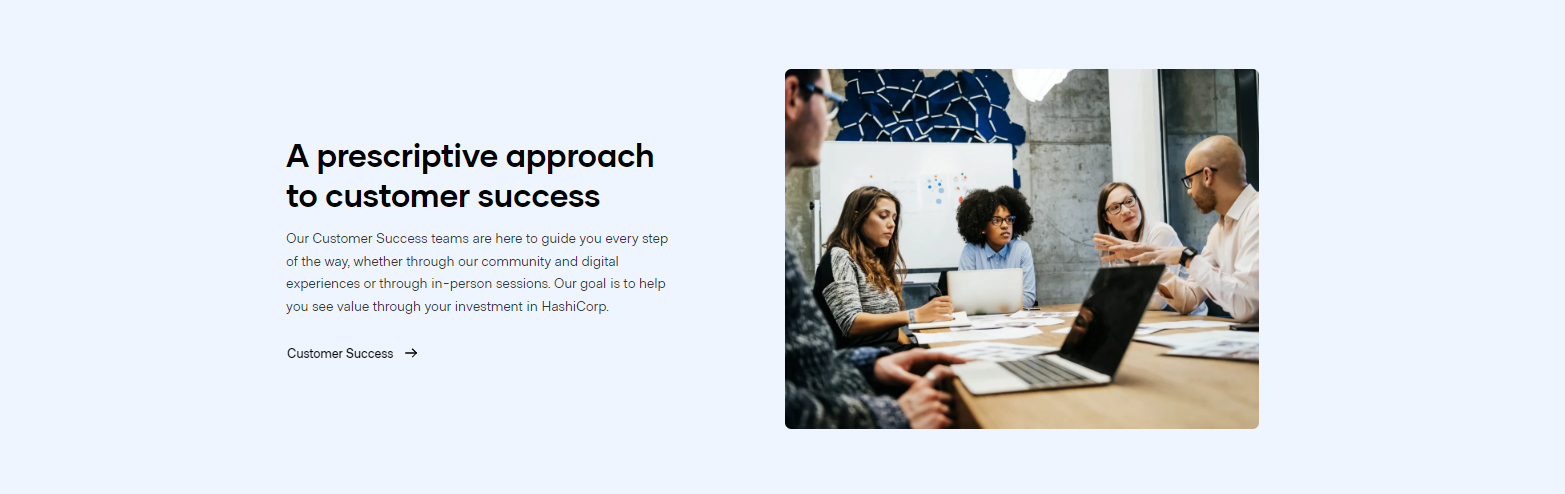 A prescriptive approach
to customer success
Our Customer Success teams are here to guide you every step
of the way, whether through our community and digital
experiences or through in-person sessions. Our goal is to help
you see value through your investment in HashiCorp.
Customer Success